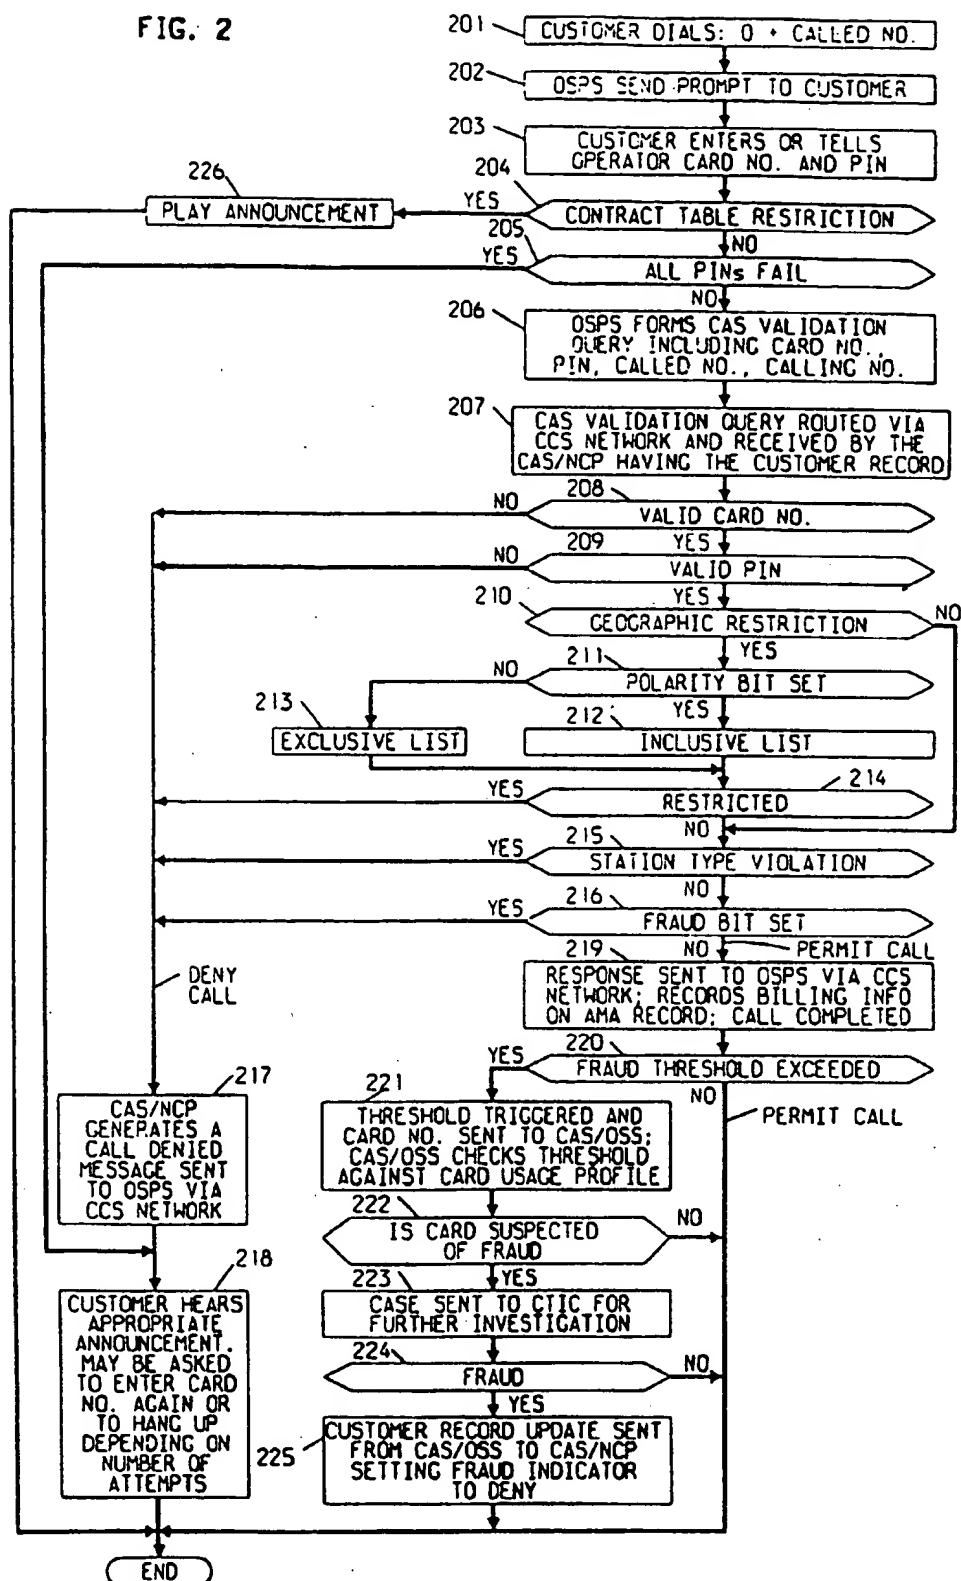 FIG. 2
201
CUSTOMER DIALS: 0 + CALLED NO.
202
OSPS SEND PROMPT TO CUSTOMER
203
CUSTOMER ENTERS OR TELLS
OPERATOR CARD NO. AND PIN
226
PLAY ANNOUNCEMENT
YES
204
CONTRACT TABLE RESTRICTION
NO
205
YES
ALL PINs FAIL
NO
206
OSPS FORMS CAS VALIDATION
QUERY INCLUDING CARD NO.,
PIN, CALLED NO., CALLING NO.
207
CAS VALIDATION QUERY ROUTED VIA
CCS NETWORK AND RECEIVED BY THE
CAS/NCP HAVING THE CUSTOMER RECORD
208
NO
VALID CARD NO.
YES
209
NO
VALID PIN
YES
210
GEOGRAPHIC RESTRICTION
NO
YES
211
NO
POLARITY BIT SET
YES
213
EXCLUSIVE LIST
212
INCLUSIVE LIST
214
YES
RESTRICTED
NO
215
YES
STATION TYPE VIOLATION
NO
216
YES
FRAUD BIT SET
NO
PERMIT CALL
DENY
CALL
219
RESPONSE SENT TO OSPS VIA CCS
NETWORK; RECORDS BILLING INFO
ON AMA RECORD; CALL COMPLETED
220
YES
FRAUD THRESHOLD EXCEEDED
NO
PERMIT CALL
217
CAS/NCP
GENERATES A
CALL DENIED
MESSAGE SENT
TO OSPS VIA
CCS NETWORK
221
THRESHOLD TRIGGERED AND
CARD NO. SENT TO CAS/OSS;
CAS/OSS CHECKS THRESHOLD
AGAINST CARD USAGE PROFILE
222
IS CARD SUSPECTED
OF FRAUD
NO
YES
218
CUSTOMER HEARS
APPROPRIATE
ANNOUNCEMENT.
MAY BE ASKED
TO ENTER CARD
NO. AGAIN OR
TO HANG UP
DEPENDING ON
NUMBER OF
ATTEMPTS
223
CASE SENT TO CTIC FOR
FURTHER INVESTIGATION
224
FRAUD
NO
YES
225
CUSTOMER RECORD UPDATE SENT
FROM CAS/OSS TO CAS/NCP
SETTING FRAUD INDICATOR
TO DENY
END